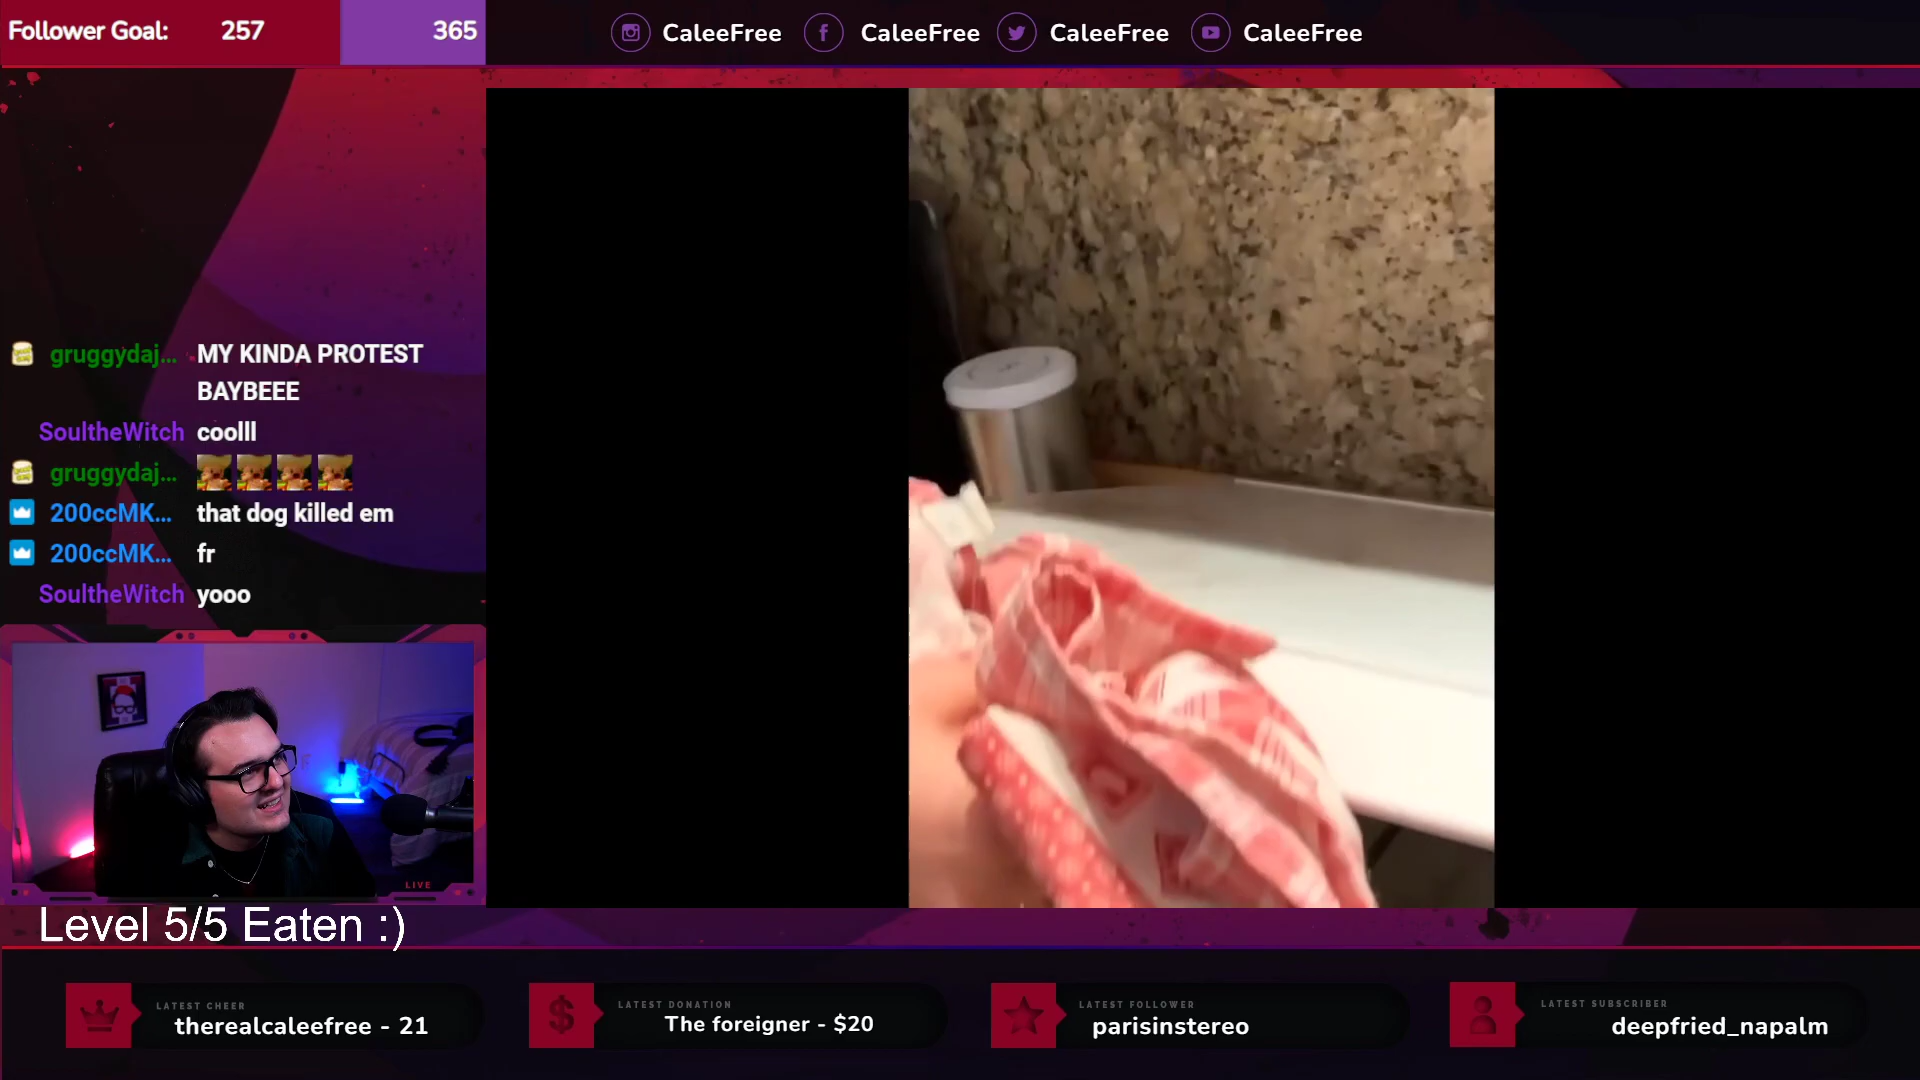 Follower Goal: 257 365
CaleeFree CaleeFree CaleeFree CaleeFree
gruggydaj... MY KINDA PROTEST
BAYBEEE
SoultheWitch coolll
gruggydaj...
200ccMK... that dog killed em
200ccMK... fr
SoultheWitch yooo
LIVE
Level 5/5 Eaten :)
LATEST CHEER
therealcaleefree - 21
LATEST DONATION
The foreigner - $20
LATEST FOLLOWER
parisinstereo
LATEST SUBSCRIBER
deepfried_napalm